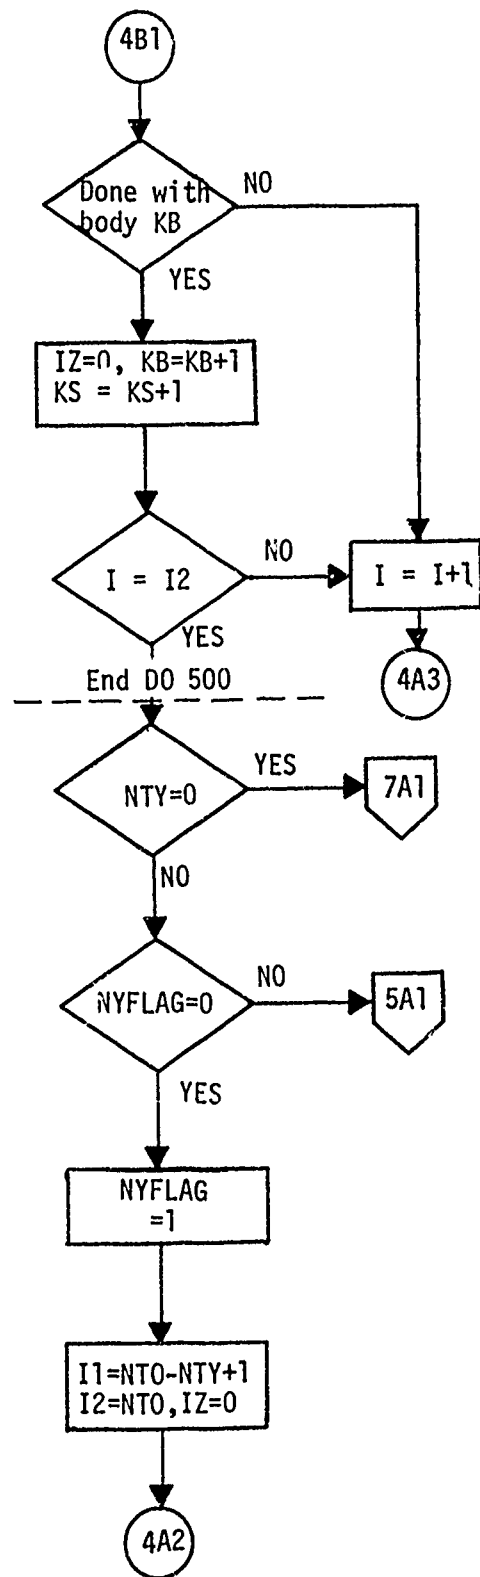 4B1
Done with
body KB
NO
YES
IZ=0, KB=KB+1
KS = KS+1
I = I2
NO
I = I+1
YES
4A3
End DO 500
NTY=0
YES
7A1
NO
NYFLAG=0
NO
5A1
YES
NYFLAG
=1
I1=NTO-NTY+1
I2=NTO,IZ=0
4A2